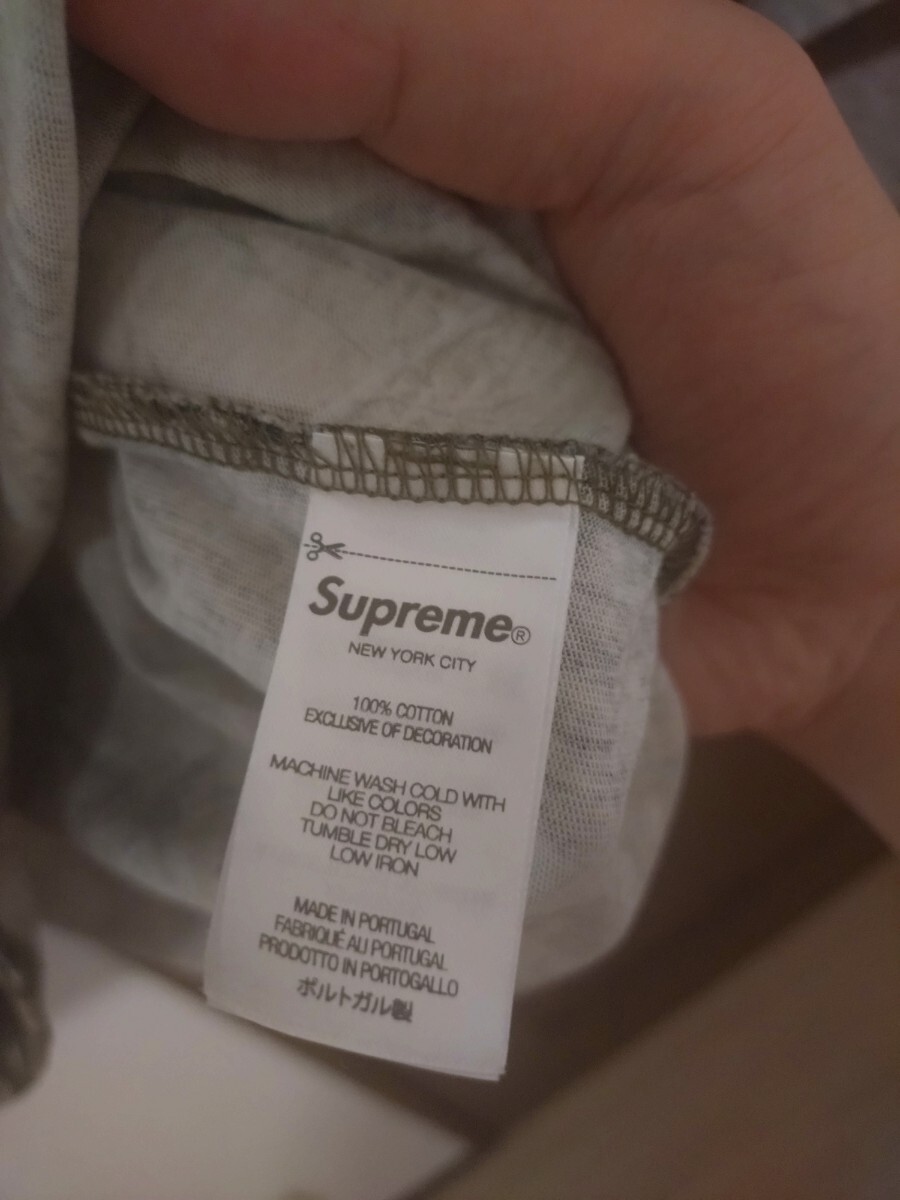 Supreme®
NEW YORK CITY
100% COTTON
EXCLUSIVE OF DECORATION
MACHINE WASH COLD WITH
LIKE COLORS
DO NOT BLEACH
TUMBLE DRY LOW
LOW IRON
MADE IN PORTUGAL
FABRIQUÉ AU PORTUGAL
PRODOTTO IN PORTOGALLO
ポルトガル製